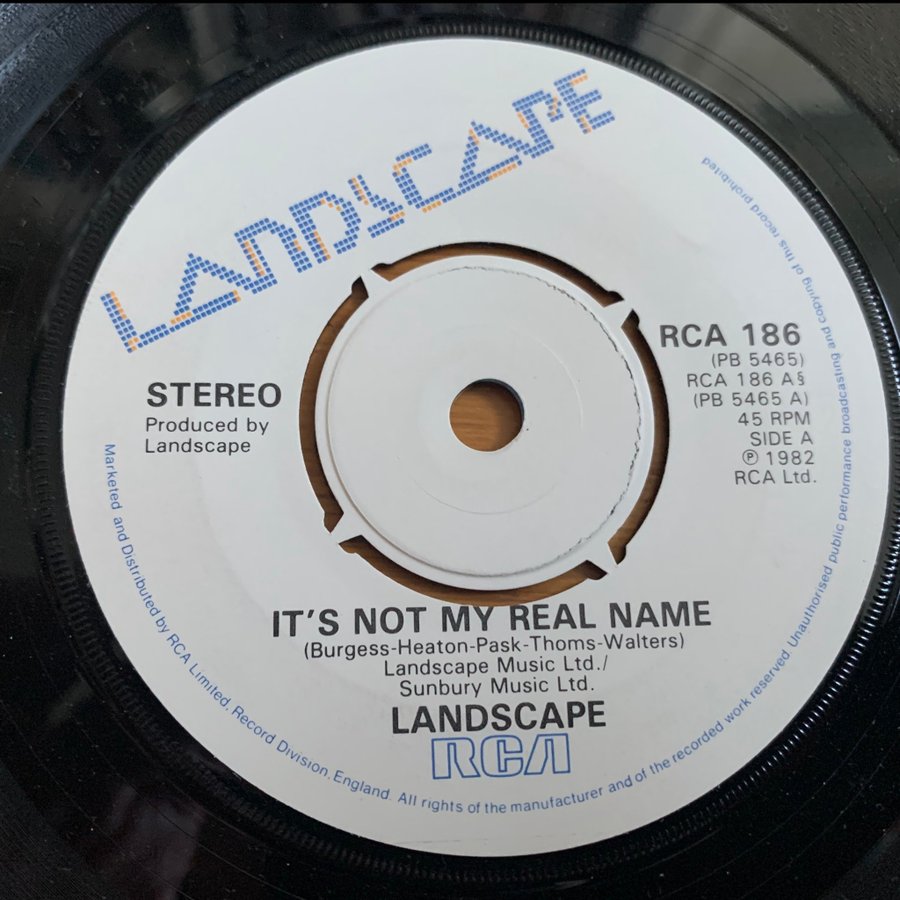 LANDSCAPE
STEREO
Produced by
Landscape
RCA 186
(PB 5465)
RCA 186 A§
(PB 5465 A)
45 RPM
SIDE A
℗ 1982
RCA Ltd.
IT'S NOT MY REAL NAME
(Burgess-Heaton-Pask-Thoms-Walters)
Landscape Music Ltd./
Sunbury Music Ltd.
LANDSCAPE
RCA
Marketed and Distributed by RCA Limited, Record Division, England. All rights of the manufacturer and of the recorded work reserved. Unauthorised public performance broadcasting and copying of this record prohibited